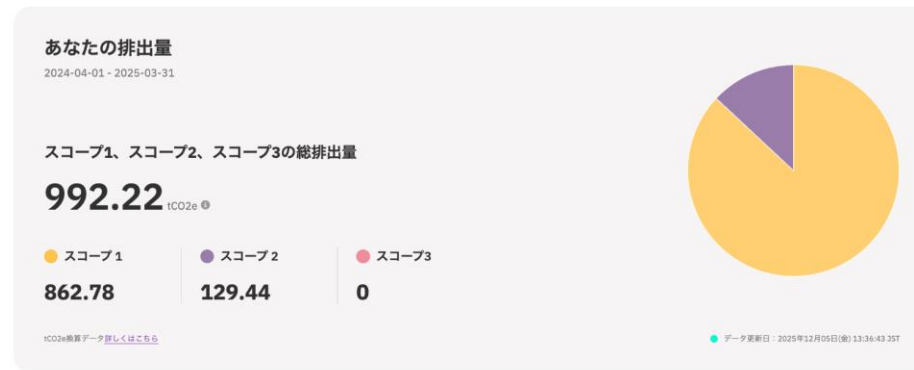 あなたの排出量
2024-04-01 - 2025-03-31
スコープ1、スコープ2、スコープ3の総排出量
992.22 tCO2e
スコープ 1
スコープ 2
スコープ3
862.78
129.44
0
tCO2e換算データ詳しくはこちら
データ更新日：2025年12月05日(金) 13:36:43 JST